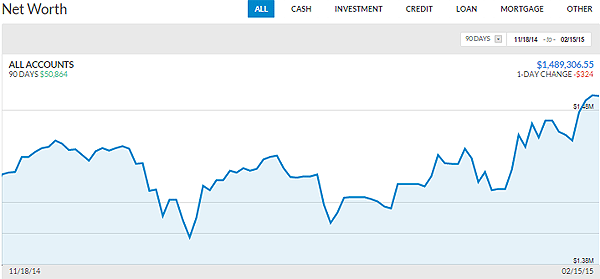 Net Worth ALL CASH INVESTMENT CREDIT LOAN MORTGAGE OTHER
90 DAYS 11/18/14 -to- 02/15/15
ALL ACCOUNTS $1,489,306.55
90 DAYS $50,864 1-DAY CHANGE -$324
$1.48M
$1.38M
11/18/14 02/15/15